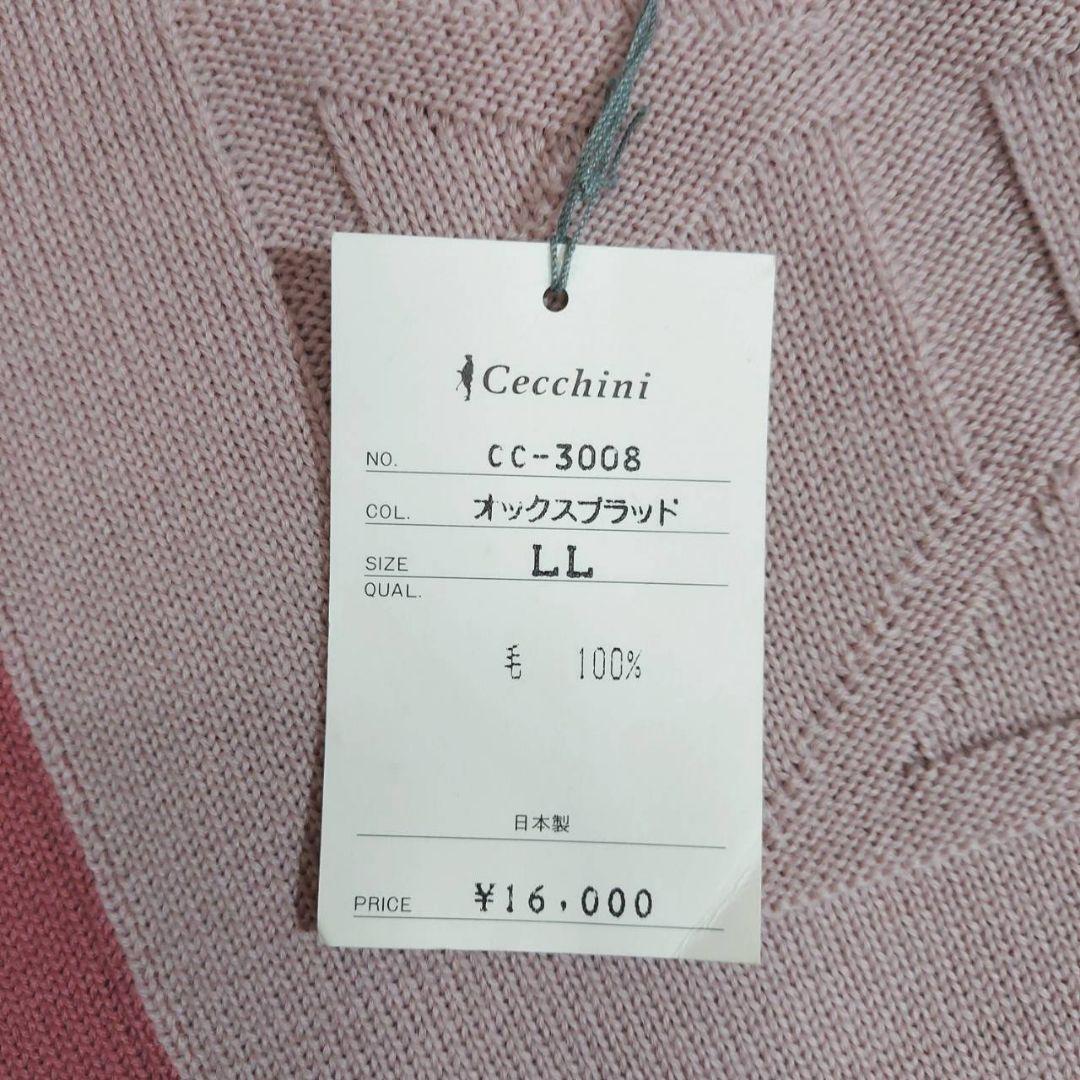 Cecchini
NO. CC-3008
COL. オックスブラッド
SIZE LL
QUAL.
毛 100%
日本製
PRICE ¥16,000